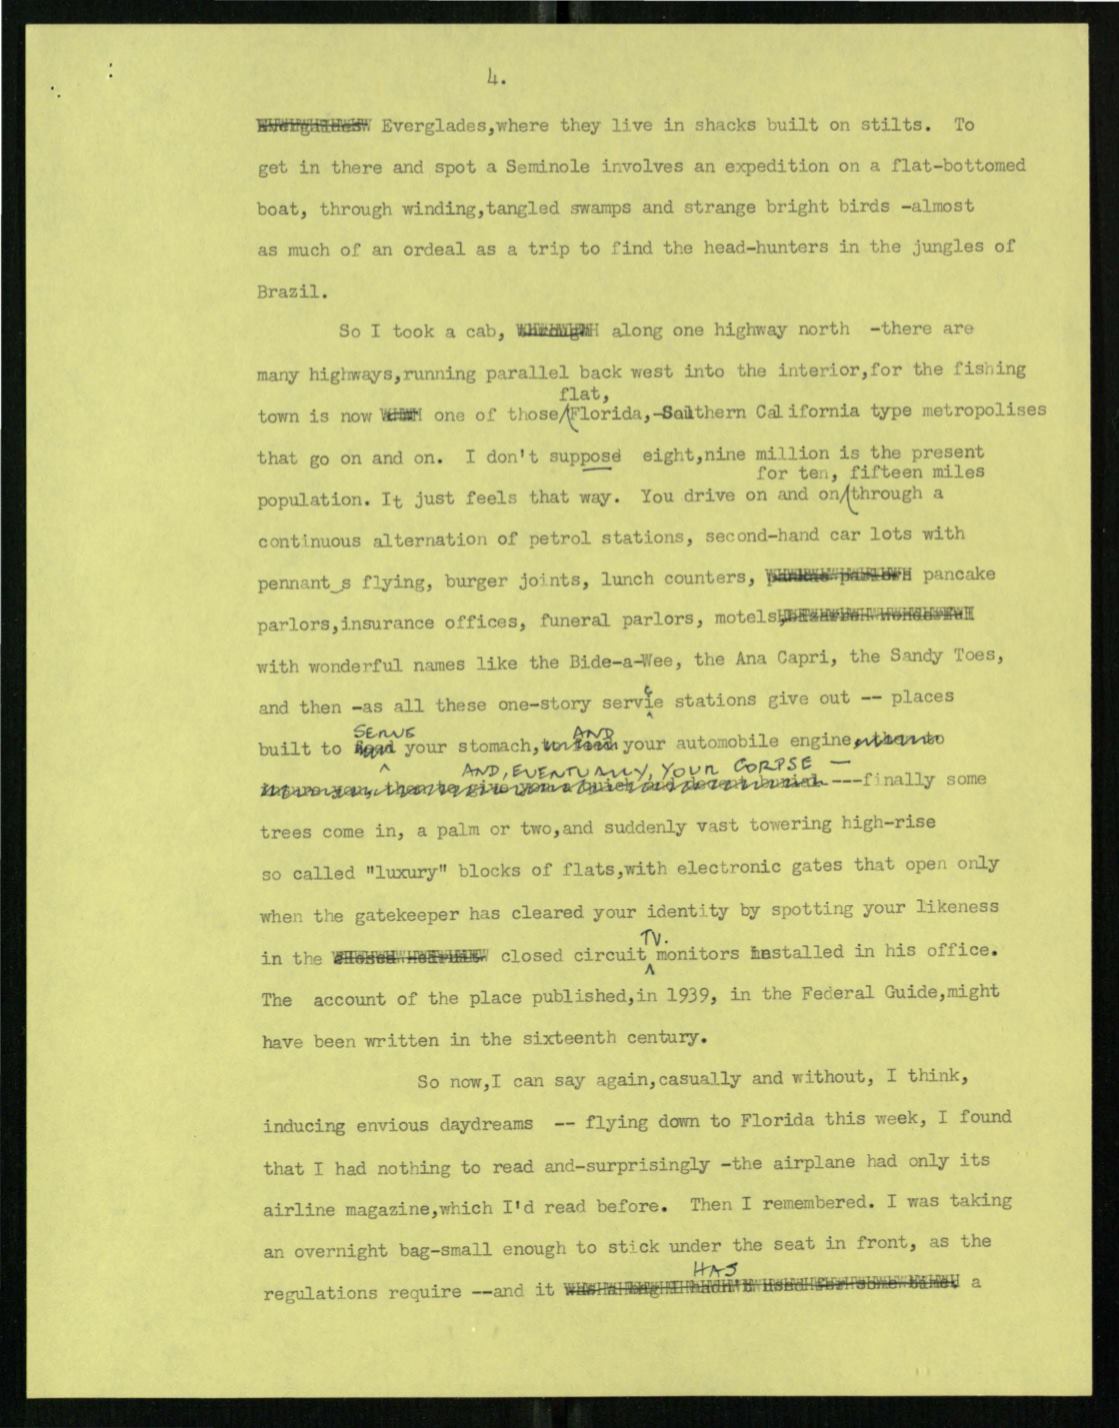 4.
Everglades,where they live in shacks built on stilts. To
get in there and spot a Seminole involves an expedition on a flat-bottomed
boat, through winding,tangled swamps and strange bright birds -almost
as much of an ordeal as a trip to find the head-hunters in the jungles of
Brazil.
So I took a cab, along one highway north -there are
many highways,running parallel back west into the interior,for the fishing
flat,
town is now one of those Florida,-Southern California type metropolises
that go on and on. I don't suppose eight,nine million is the present
for ten, fifteen miles
population. It just feels that way. You drive on and on through a
continuous alternation of petrol stations, second-hand car lots with
pennant_s flying, burger joints, lunch counters, pancake
parlors,insurance offices, funeral parlors, motels
with wonderful names like the Bide-a-Wee, the Ana Capri, the Sandy Toes,
c
and then -as all these one-story servie stations give out -- places
SERVE AND
built to your stomach, your automobile engine
AND, EVENTUALLY, YOUR CORPSE —
---finally some
trees come in, a palm or two,and suddenly vast towering high-rise
so called "luxury" blocks of flats,with electronic gates that open only
when the gatekeeper has cleared your identity by spotting your likeness
TV.
in the closed circuit monitors installed in his office.
The account of the place published,in 1939, in the Federal Guide,might
have been written in the sixteenth century.
So now,I can say again,casually and without, I think,
inducing envious daydreams -- flying down to Florida this week, I found
that I had nothing to read and-surprisingly -the airplane had only its
airline magazine,which I'd read before. Then I remembered. I was taking
an overnight bag-small enough to stick under the seat in front, as the
HAS
regulations require --and it a